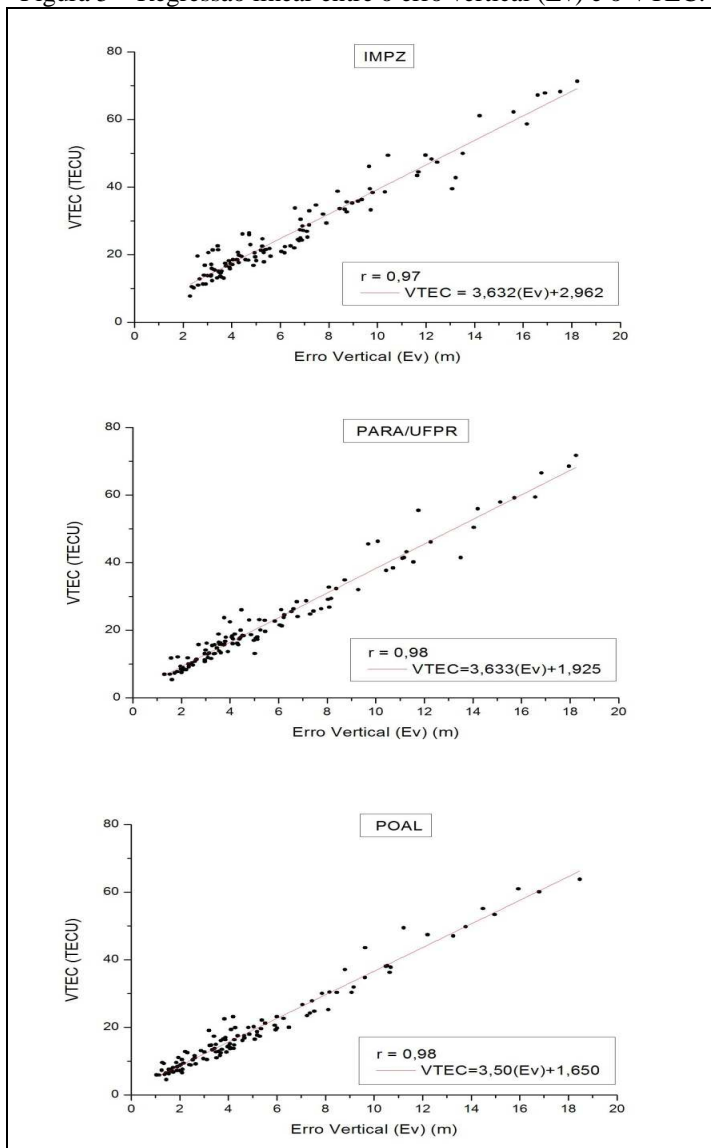 Figura 3 – Regressão linear entre o erro vertical (Ev) e o VTEC.
IMPZ
80
60
40
20
0
VTEC (TECU)
r = 0,97
VTEC = 3,632(Ev)+2,962
0 2 4 6 8 10 12 14 16 18 20
Erro Vertical (Ev) (m)
PARA/UFPR
80
60
40
20
0
VTEC (TECU)
r = 0,98
VTEC=3,633(Ev)+1,925
0 2 4 6 8 10 12 14 16 18 20
Erro Vertical (Ev) (m)
POAL
80
60
40
20
0
VTEC (TECU)
r = 0,98
VTEC=3,50(Ev)+1,650
0 2 4 6 8 10 12 14 16 18 20
Erro Vertical (Ev) (m)